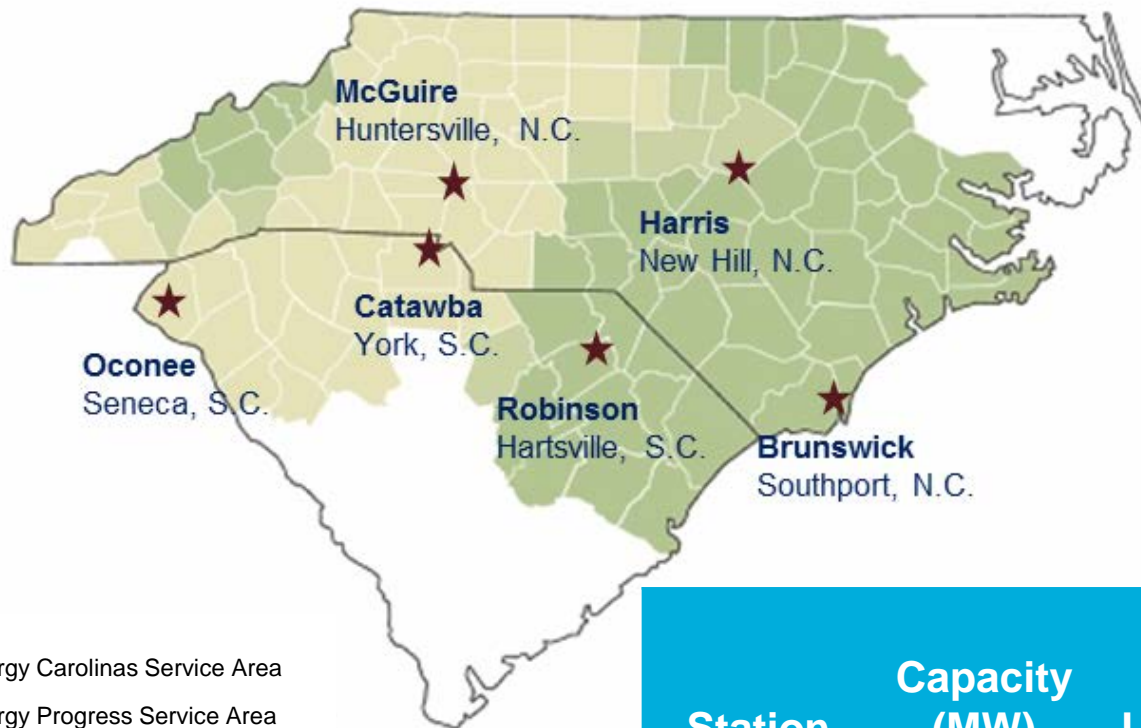 McGuire
Huntersville, N.C.
Harris
New Hill, N.C.
Catawba
York, S.C.
Oconee
Seneca, S.C.
Robinson
Hartsville, S.C.
Brunswick
Southport, N.C.
rgy Carolinas Service Area
rgy Progress Service Area
Capacity
Station (MW)